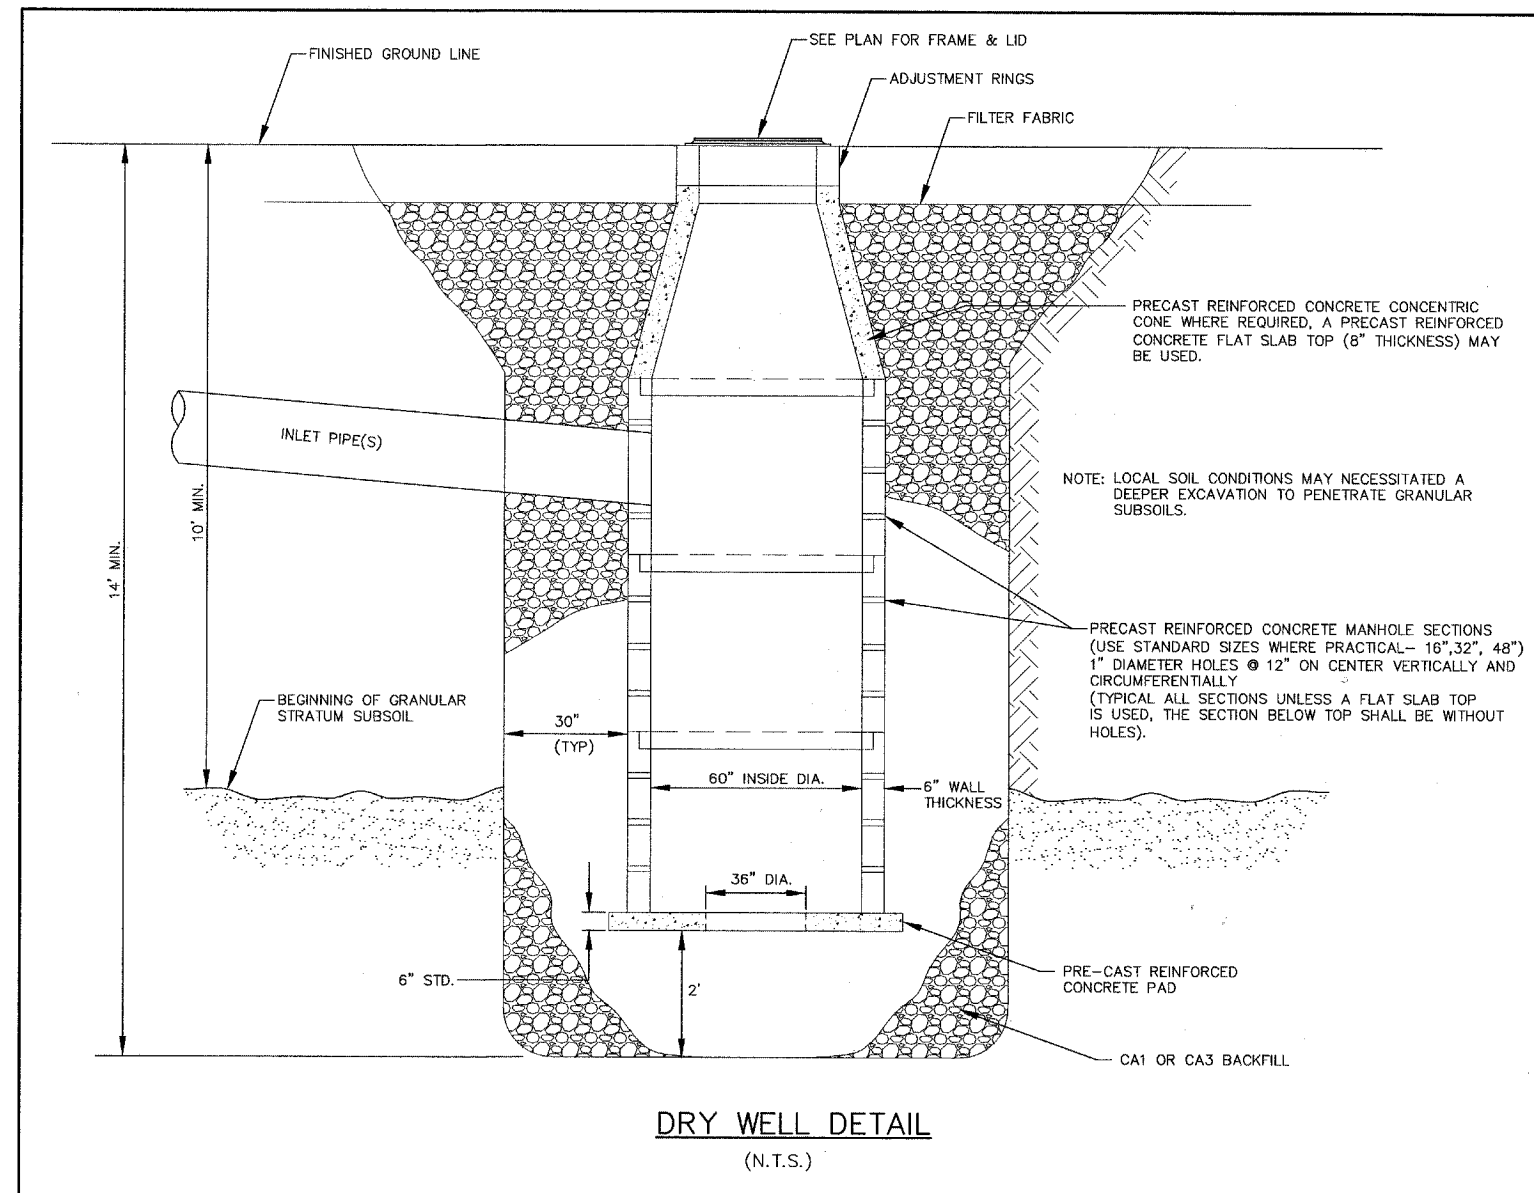 SEE PLAN FOR FRAME & LID
FINISHED GROUND LINE
ADJUSTMENT RINGS
FILTER FABRIC
PRECAST REINFORCED CONCRETE CONCENTRIC
CONE WHERE REQUIRED, A PRECAST REINFORCED
CONCRETE FLAT SLAB TOP (8" THICKNESS) MAY
BE USED.
INLET PIPE(S)
NOTE: LOCAL SOIL CONDITIONS MAY NECESSITATED A
DEEPER EXCAVATION TO PENETRATE GRANULAR
SUBSOILS.
10' MIN.
14' MIN.
PRECAST REINFORCED CONCRETE MANHOLE SECTIONS
(USE STANDARD SIZES WHERE PRACTICAL- 16",32", 48")
1" DIAMETER HOLES @ 12" ON CENTER VERTICALLY AND
CIRCUMFERENTIALLY
(TYPICAL ALL SECTIONS UNLESS A FLAT SLAB TOP
IS USED, THE SECTION BELOW TOP SHALL BE WITHOUT
HOLES).
BEGINNING OF GRANULAR
STRATUM SUBSOIL
30"
(TYP)
60" INSIDE DIA.
6" WALL
THICKNESS
36" DIA.
6" STD.
2'
PRE-CAST REINFORCED
CONCRETE PAD
CA1 OR CA3 BACKFILL
DRY WELL DETAIL
(N.T.S.)